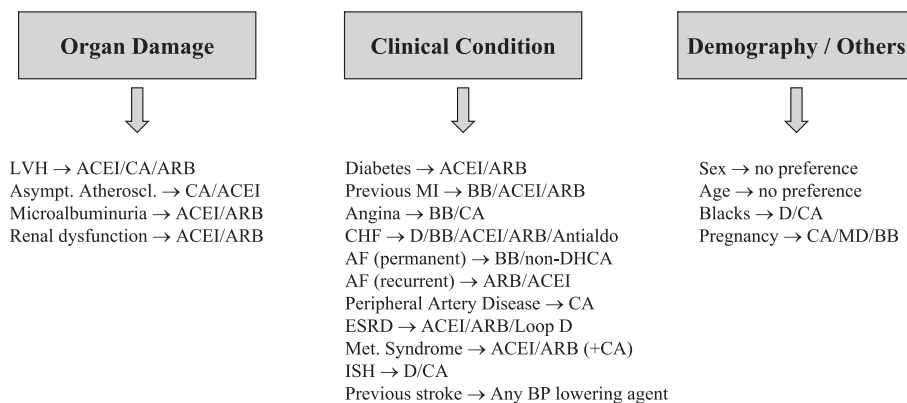 Organ Damage
LVH → ACEI/CA/ARB
Asympt. Atheroscl. → CA/ACEI
Microalbuminuria → ACEI/ARB
Renal dysfunction → ACEI/ARB
Clinical Condition
Diabetes → ACEI/ARB
Previous MI → BB/ACEI/ARB
Angina → BB/CA
CHF → D/BB/ACEI/ARB/Antialdo
AF (permanent) → BB/non-DHCA
AF (recurrent) → ARB/ACEI
Peripheral Artery Disease → CA
ESRD → ACEI/ARB/Loop D
Met. Syndrome → ACEI/ARB (+CA)
ISH → D/CA
Previous stroke → Any BP lowering agent
Demography / Others
Sex → no preference
Age → no preference
Blacks → D/CA
Pregnancy → CA/MD/BB